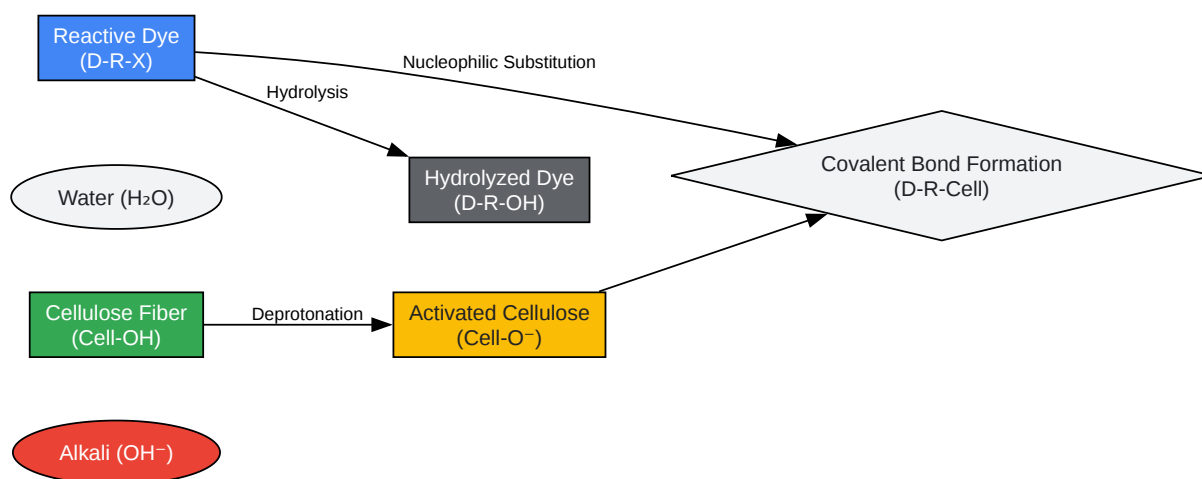 Reactive Dye
(D-R-X)
Nucleophilic Substitution
Hydrolysis
Covalent Bond Formation
(D-R-Cell)
Hydrolyzed Dye
(D-R-OH)
Water (H₂O)
Cellulose Fiber
(Cell-OH)
Deprotonation
Activated Cellulose
(Cell-O⁻)
Alkali (OH⁻)